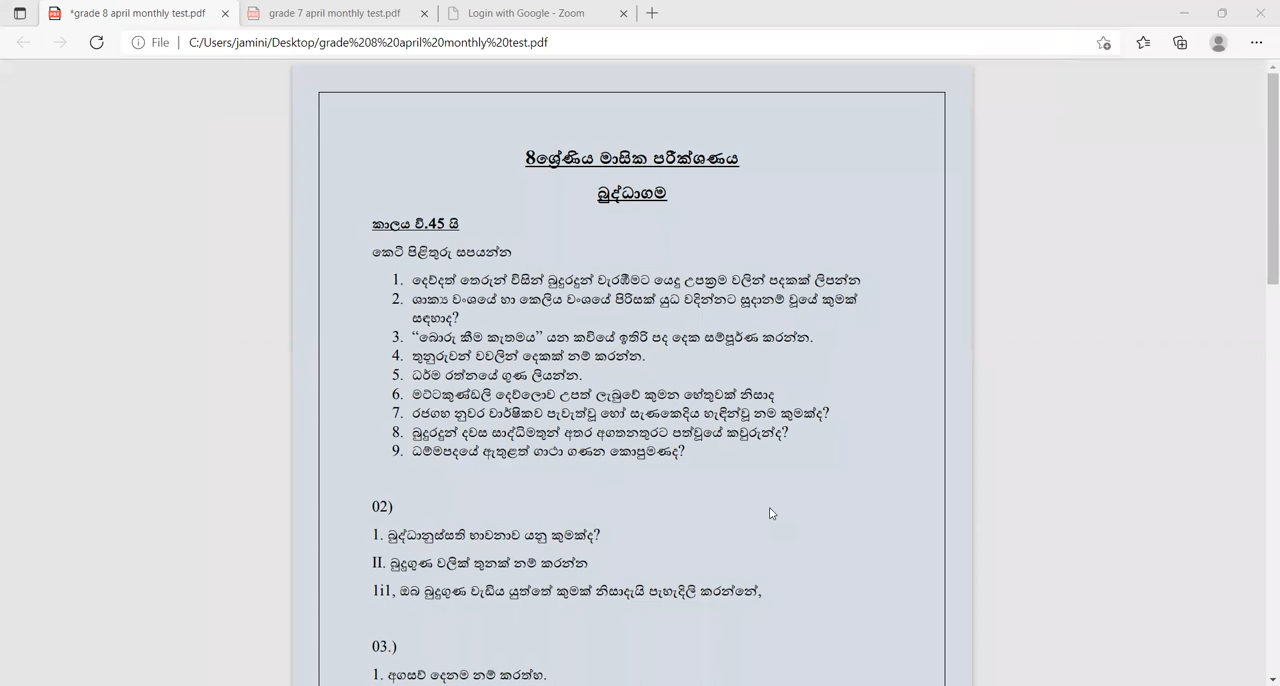 *grade 8 april monthly test.pdf
grade 7 april monthly test.pdf
Login with Google - Zoom
File
C:/Users/jamini/Desktop/grade%208%20april%20monthly%20test.pdf
8ශ්‍රේණිය මාසික පරීක්ශණය
බුද්ධාගම
කාලය වි.45 යි
කෙටි පිළිතුරු සපයන්න
1. දෙව්දත් තෙරුන් විසින් බුදුරදුන් වැරඹීමට යෙදු උපක්‍රම වලින් පදකක් ලිපන්න
2. ශාක්‍ය වංශයේ හා කෙලිය වංශයේ පිරිසක් යුධ වදින්නට සූදානම් වූයේ කුමක්
සඳහාද?
3. “බොරු කීම කැතමය” යන කවියේ ඉතිරි පද දෙක සම්පූර්ණ කරන්න.
4. තුනුරුවන් වවලින් දෙකක් නම් කරන්න.
5. ධර්ම රත්නයේ ගුණ ලියන්න.
6. මට්ටකුණ්ඩලි දෙව්ලොව උපත් ලැබුවේ කුමන හේතුවක් නිසාද
7. රජගහ නුවර වාර්ෂිකව පැවැත්වූ හෝ සැණකෙදිය හැඳින්වූ නම කුමක්ද?
8. බුදුරදුන් දවස සාද්ධිමතුන් අතර අගතනතුරට පත්වූයේ කවුරුන්ද?
9. ධම්මපදයේ ඇතුළත් ගාථා ගණන කොපුමණද?
02)
1. බුද්ධානුස්සති භාචනාව යනු කුමක්ද?
II. බුදුගුණ වලික් තුනක් නම් කරන්න
1i1, ඔබ බුදුගුණ වැඩිය යුත්තේ කුමක් නිසාදැයි පැහැදිලි කරන්නේ,
03.)
1. අගසව් දෙනම නම් කරත්හ.